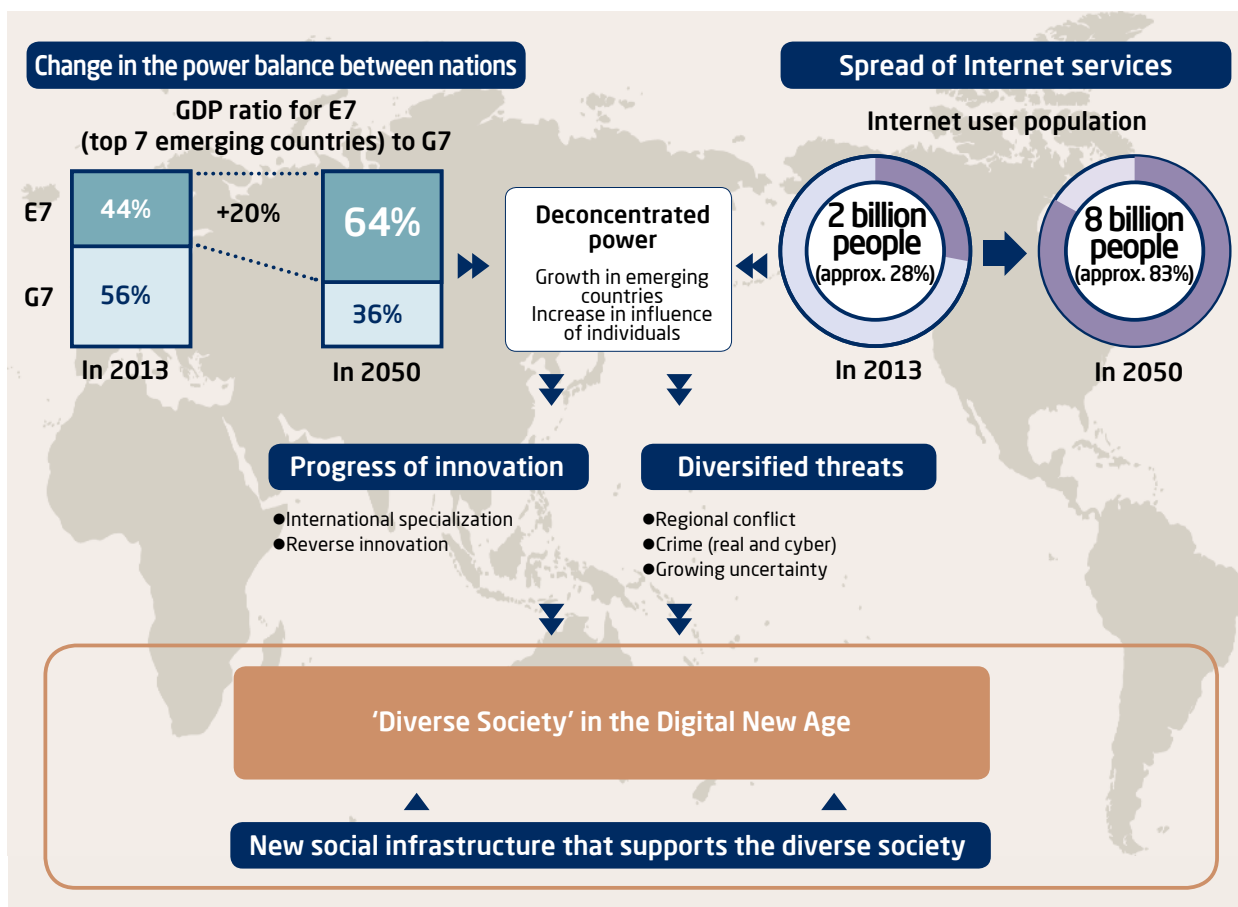 Change in the power balance between nations
GDP ratio for E7
(top 7 emerging countries) to G7
E7
44%
+20%
64%
G7
56%
36%
In 2013
In 2050
Deconcentrated
power
Growth in emerging
countries
Increase in influence
of individuals
Spread of Internet services
Internet user population
2 billion
people
(approx. 28%)
8 billion
people
(approx. 83%)
In 2013
In 2050
Progress of innovation
●International specialization
●Reverse innovation
Diversified threats
●Regional conflict
●Crime (real and cyber)
●Growing uncertainty
'Diverse Society' in the Digital New Age
New social infrastructure that supports the diverse society